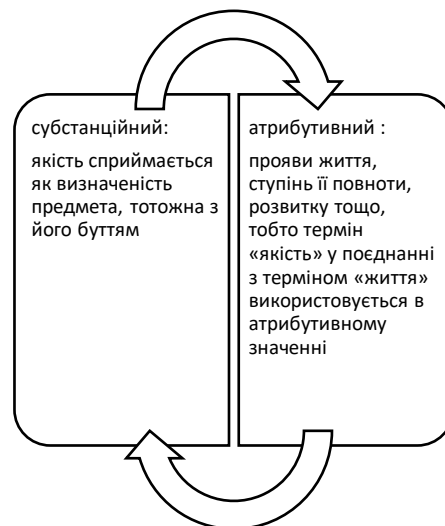 субстанційний:
якість сприймається
як визначеність
предмета, тотожна з
його буттям
атрибутивний :
прояви життя,
ступінь її повноти,
розвитку тощо,
тобто термін
«якість» у поєднанні
з терміном «життя»
використовується в
атрибутивному
значенні